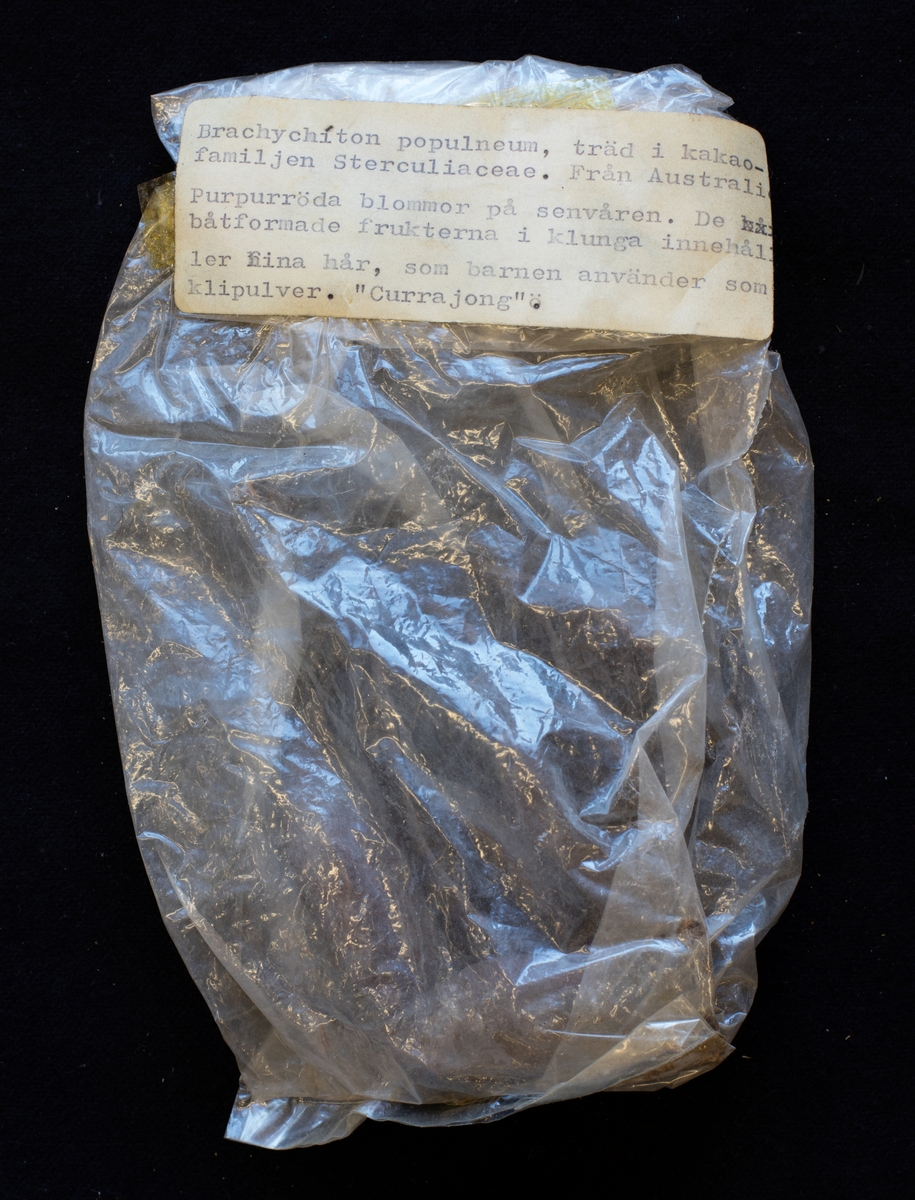 Brachychiton populneum, träd i kakao-
familjen Sterculiaceae. Från Australi
Purpurröda blommor på senvåren. De
båtformade frukterna i klunga innehål
ler fina hår, som barnen använder som
klipulver. "Currajong".